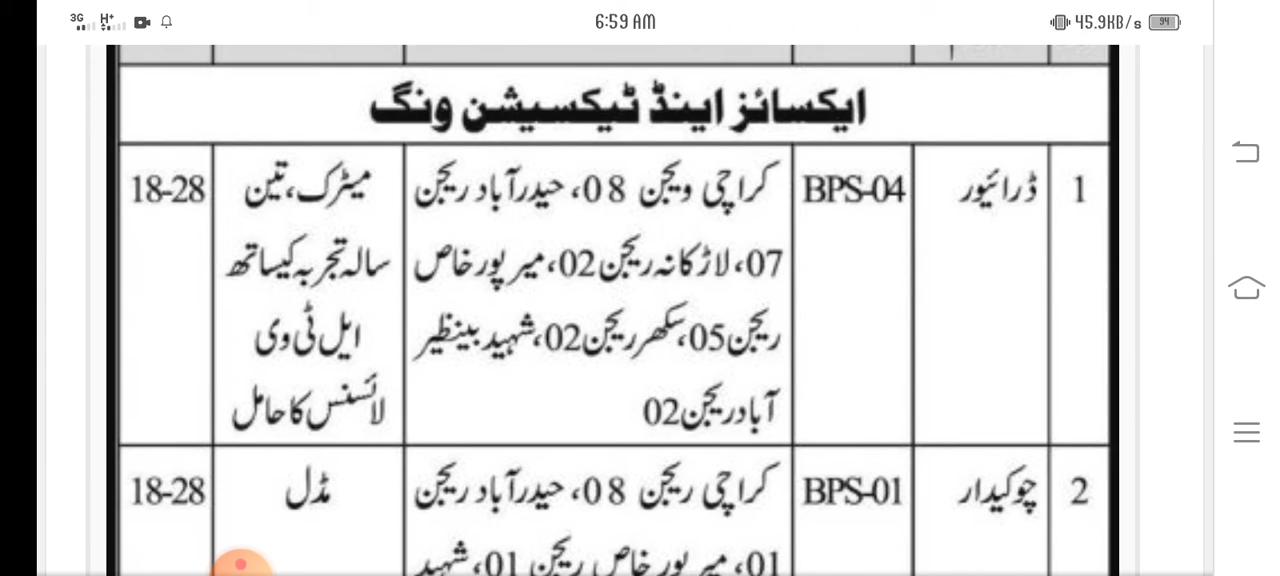 3G H+ 6:59 AM 45.9KB/s 94
ایکسائز اینڈ ٹیکسیشن ونگ
1 ڈرائیور BPS-04 کراچی ویجن 08، حیدرآباد ریجن میٹرک، تین 18-28
07، لاڑکانہ ریجن 02، میرپورخاص سالہ تجربہ کیساتھ
ریجن 05، سکھر ریجن 02، شہید بینظیر ایل ٹی وی
آباد ریجن 02 لائسنس کا حامل
2 چوکیدار BPS-01 کراچی ریجن 08، حیدرآباد ریجن مڈل 18-28
01، میرپورخاص ریجن 01، شہید